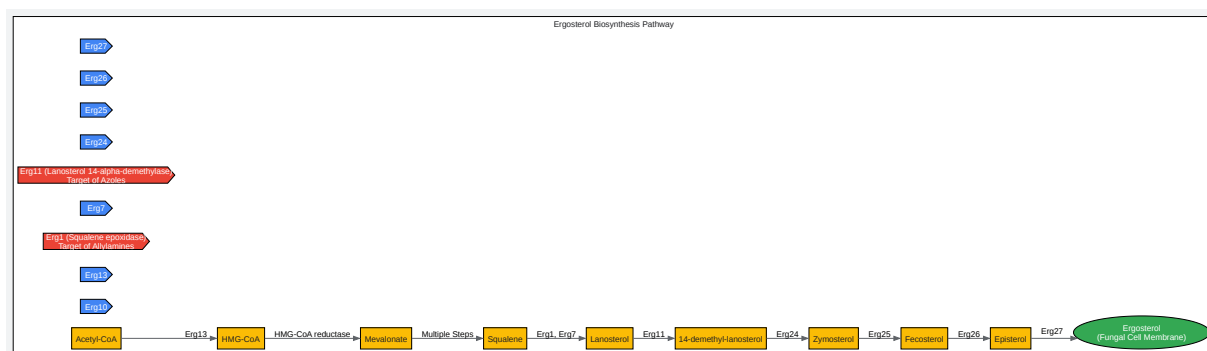 Ergosterol Biosynthesis Pathway
Erg27
Erg26
Erg25
Erg24
Erg11 (Lanosterol 14-alpha-demethylase)
Target of Azoles
Erg7
Erg1 (Squalene epoxidase)
Target of Allylamines
Erg13
Erg10
Acetyl-CoA
Erg13
HMG-CoA
HMG-CoA reductase
Mevalonate
Multiple Steps
Squalene
Erg1, Erg7
Lanosterol
Erg11
14-demethyl-lanosterol
Erg24
Zymosterol
Erg25
Fecosterol
Erg26
Episterol
Erg27
Ergosterol
(Fungal Cell Membrane)